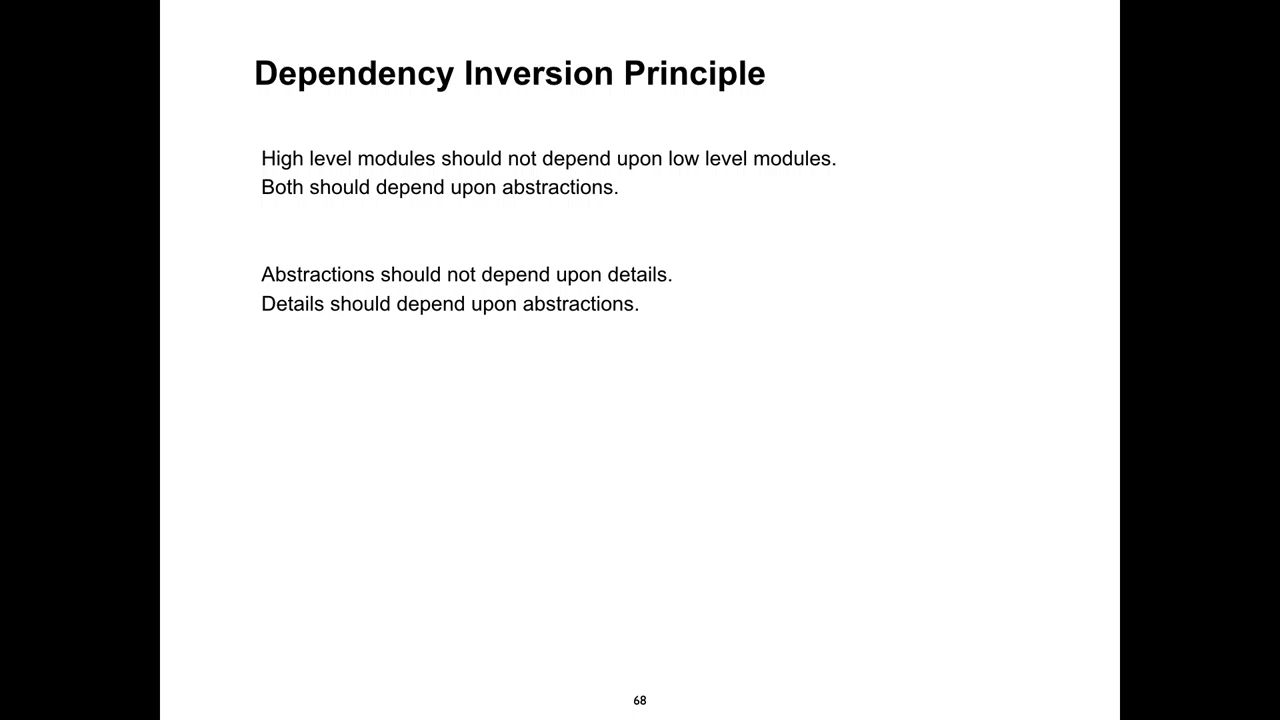 Dependency Inversion Principle
High level modules should not depend upon low level modules.
Both should depend upon abstractions.
Abstractions should not depend upon details.
Details should depend upon abstractions.
68